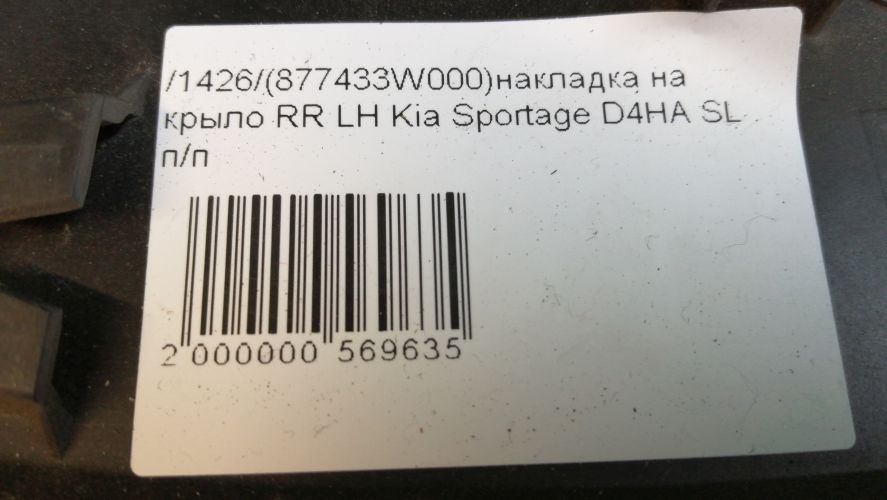 /1426/(877433W000)накладка на
крыло RR LH Kia Sportage D4HA SL
п/п
2 000000 569635